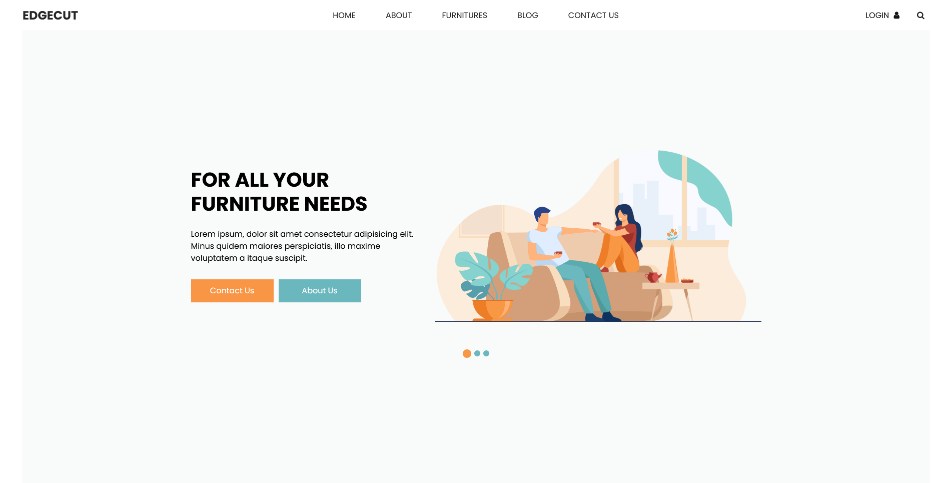 EDGECUT
HOME ABOUT FURNITURES BLOG CONTACT US
LOGIN
FOR ALL YOUR
FURNITURE NEEDS
Lorem ipsum, dolor sit amet consectetur adipisicing elit.
Minus quidem maiores perspiciatis, illo maxime
voluptatem a itaque suscipit.
Contact Us About Us